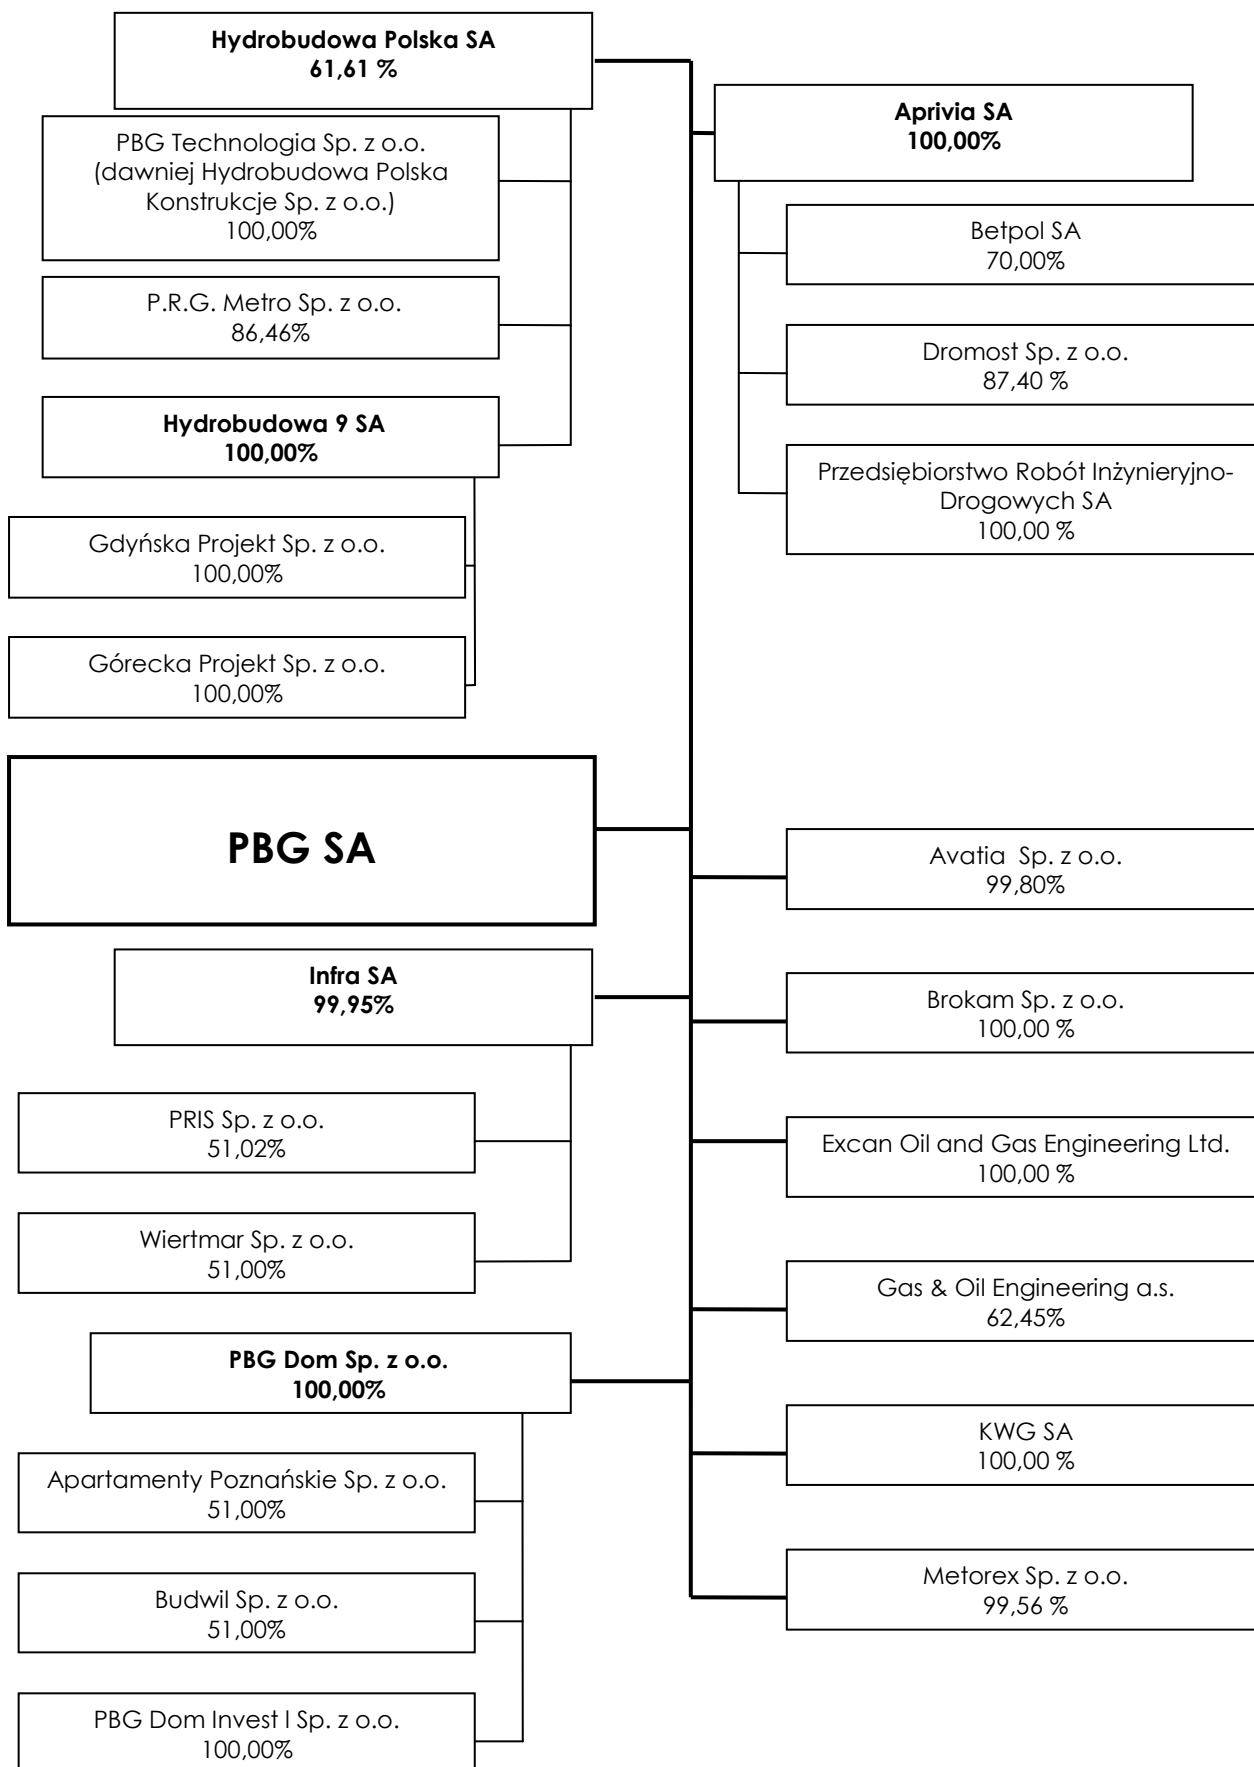 Hydrobudowa Polska SA
61,61 %
PBG Technologia Sp. z o.o.
(dawniej Hydrobudowa Polska
Konstrukcje Sp. z o.o.)
100,00%
P.R.G. Metro Sp. z o.o.
86,46%
Hydrobudowa 9 SA
100,00%
Gdyńska Projekt Sp. z o.o.
100,00%
Górecka Projekt Sp. z o.o.
100,00%
Aprivia SA
100,00%
Betpol SA
70,00%
Dromost Sp. z o.o.
87,40 %
Przedsiębiorstwo Robót Inżynieryjno-
Drogowych SA
100,00 %
PBG SA
Infra SA
99,95%
PRIS Sp. z o.o.
51,02%
Wiertmar Sp. z o.o.
51,00%
PBG Dom Sp. z o.o.
100,00%
Apartamenty Poznańskie Sp. z o.o.
51,00%
Budwil Sp. z o.o.
51,00%
PBG Dom Invest I Sp. z o.o.
100,00%
Avatia  Sp. z o.o.
99,80%
Brokam Sp. z o.o.
100,00 %
Excan Oil and Gas Engineering Ltd.
100,00 %
Gas & Oil Engineering a.s.
62,45%
KWG SA
100,00 %
Metorex Sp. z o.o.
99,56 %